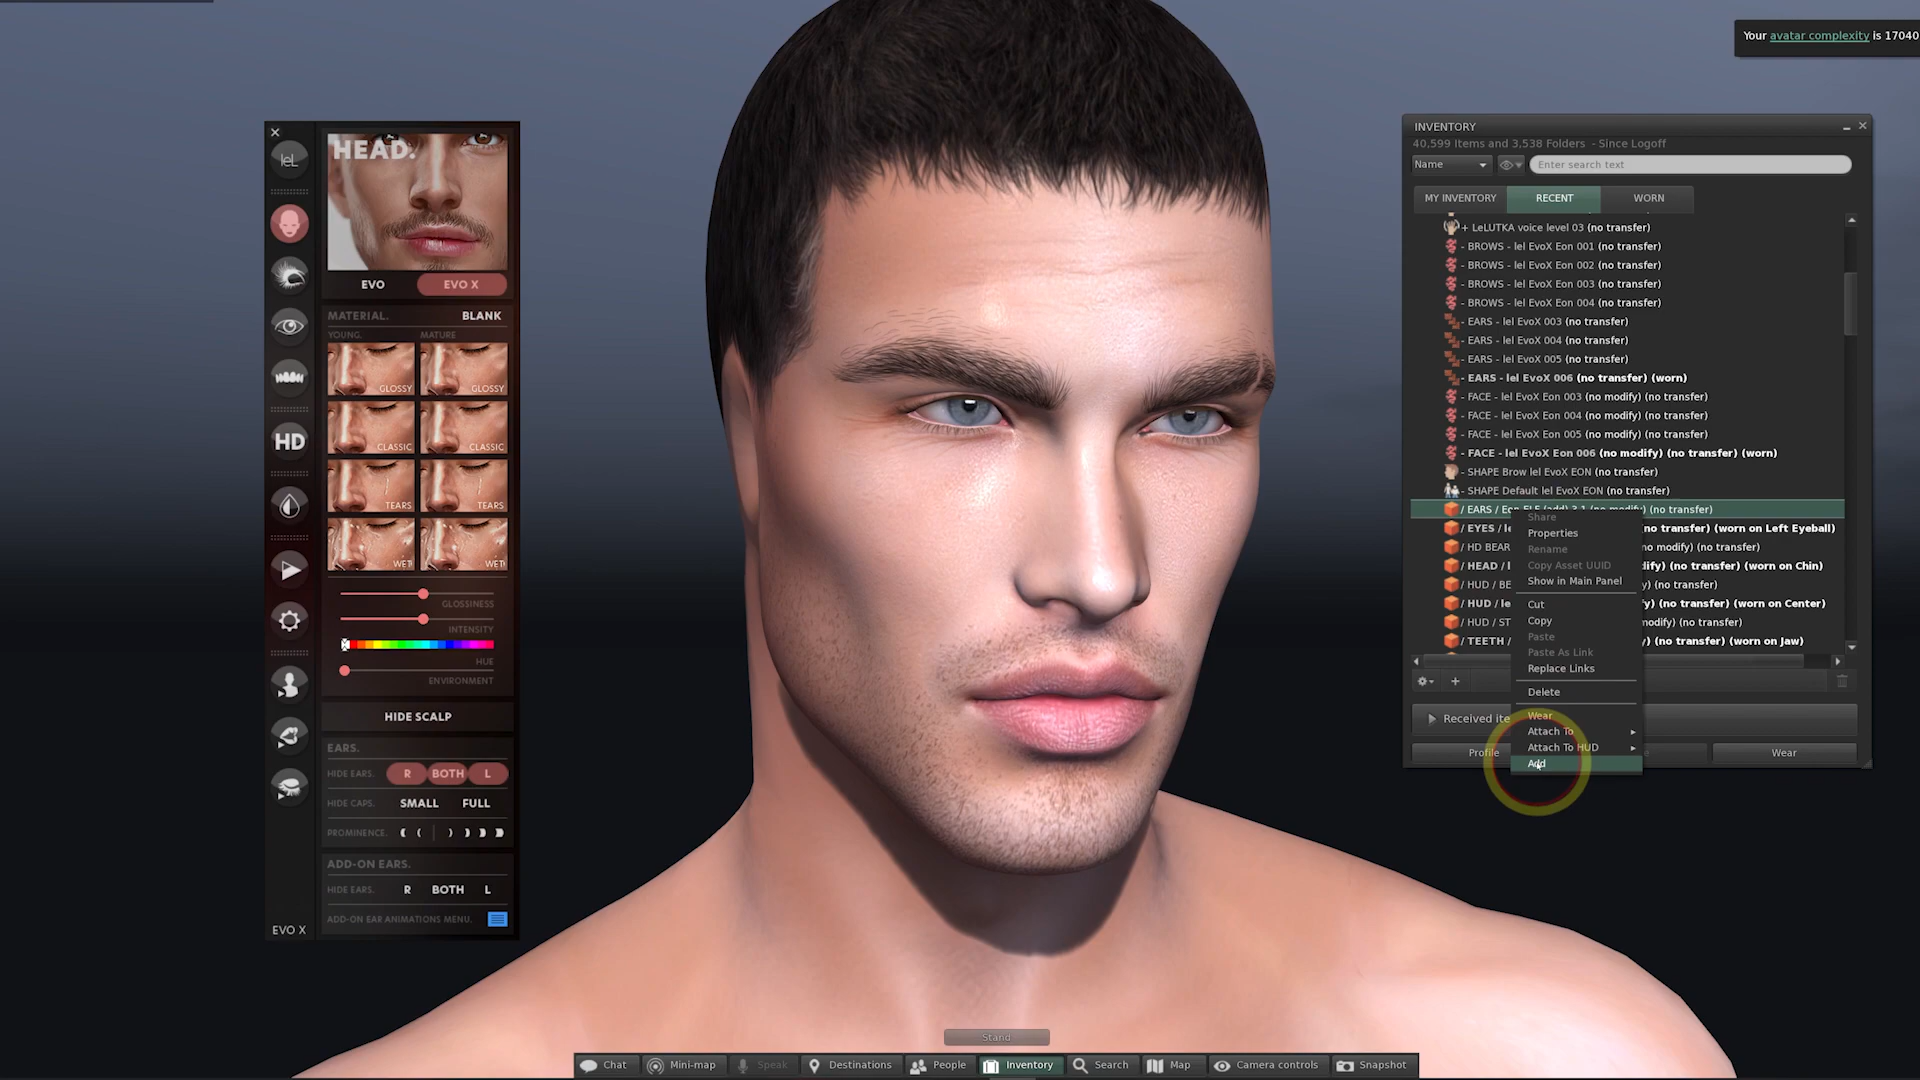 Your avatar complexity is 17040
leL
HEAD.
EVO
EVO X
MATERIAL.
BLANK
YOUNG.
MATURE
GLOSSY
GLOSSY
CLASSIC
CLASSIC
TEARS
TEARS
WET
WET
HD
GLOSSINESS
INTENSITY
HUE
ENVIRONMENT
HIDE SCALP
EARS.
HIDE EARS.
R
BOTH
L
HIDE CAPS.
SMALL
FULL
PROMINENCE.
ADD-ON EARS.
HIDE EARS.
R
BOTH
L
ADD-ON EAR ANIMATIONS MENU.
EVO X
INVENTORY
40,599 Items and 3,538 Folders - Since Logoff
Name
Enter search text
MY INVENTORY
RECENT
WORN
+ LeLUTKA voice level 03 (no transfer)
- BROWS - lel EvoX Eon 001 (no transfer)
- BROWS - lel EvoX Eon 002 (no transfer)
- BROWS - lel EvoX Eon 003 (no transfer)
- BROWS - lel EvoX Eon 004 (no transfer)
- EARS - lel EvoX 003 (no transfer)
- EARS - lel EvoX 004 (no transfer)
- EARS - lel EvoX 005 (no transfer)
- EARS - lel EvoX 006 (no transfer) (worn)
- FACE - lel EvoX Eon 003 (no modify) (no transfer)
- FACE - lel EvoX Eon 004 (no modify) (no transfer)
- FACE - lel EvoX Eon 005 (no modify) (no transfer)
- FACE - lel EvoX Eon 006 (no modify) (no transfer) (worn)
- SHAPE Brow lel EvoX EON (no transfer)
- SHAPE Default lel EvoX EON (no transfer)
/ EARS / Eon ELF (add) 3.1 (no modify) (no transfer)
/ EYES / le no transfer) (worn on Left Eyeball)
/ HD BEAR no modify) (no transfer)
/ HEAD / l dify) (no transfer) (worn on Chin)
/ HUD / BE y) (no transfer)
/ HUD / le y) (no transfer) (worn on Center)
/ HUD / ST modify) (no transfer)
/ TEETH / y) (no transfer) (worn on Jaw)
Share
Properties
Rename
Copy Asset UUID
Show in Main Panel
Cut
Copy
Paste
Paste As Link
Replace Links
Delete
Wear
Attach To
Attach To HUD
Add
Received ite
Profile
Wear
Stand
Chat
Mini-map
Speak
Destinations
People
Inventory
Search
Map
Camera controls
Snapshot